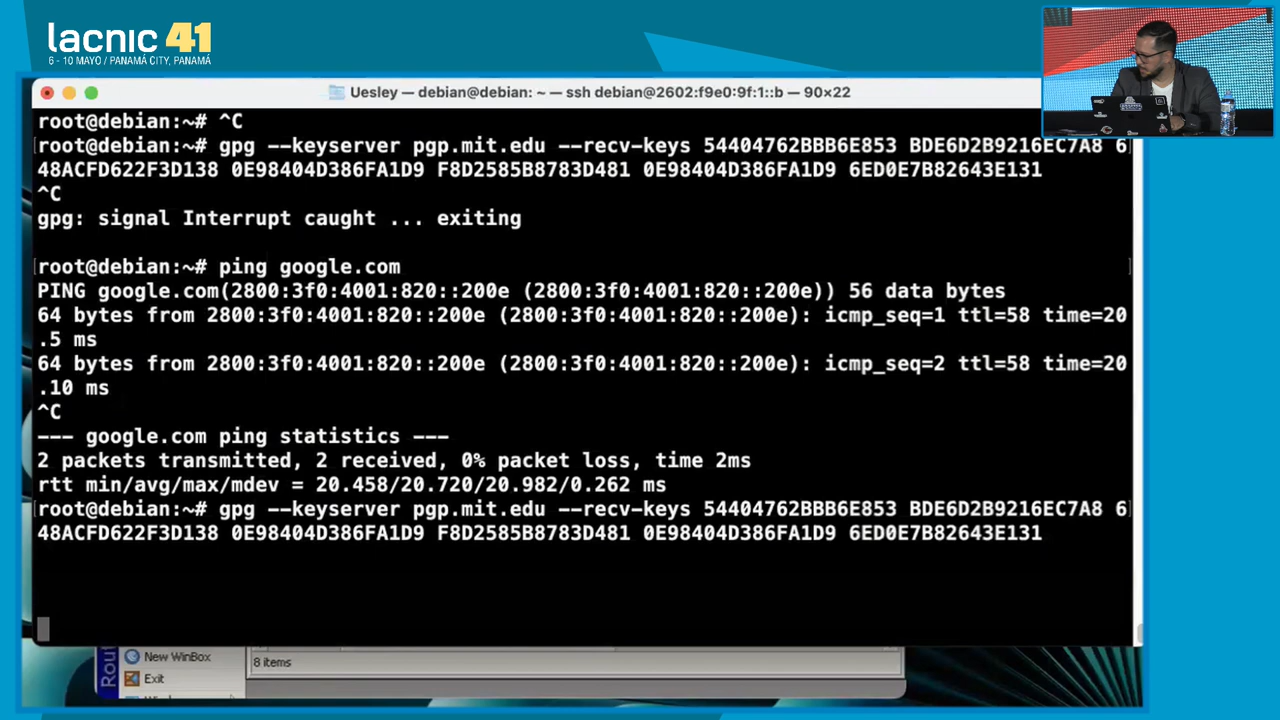 lacnic 41
6 - 10 MAYO / PANAMÁ CITY, PANAMÁ
Uesley — debian@debian: ~ — ssh debian@2602:f9e0:9f:1::b — 90×22
root@debian:~# ^C
root@debian:~# gpg --keyserver pgp.mit.edu --recv-keys 54404762BBB6E853 BDE6D2B9216EC7A8 6
48ACFD622F3D138 0E98404D386FA1D9 F8D2585B8783D481 0E98404D386FA1D9 6ED0E7B82643E131
^C
gpg: signal Interrupt caught ... exiting
root@debian:~# ping google.com
PING google.com(2800:3f0:4001:820::200e (2800:3f0:4001:820::200e)) 56 data bytes
64 bytes from 2800:3f0:4001:820::200e (2800:3f0:4001:820::200e): icmp_seq=1 ttl=58 time=20
.5 ms
64 bytes from 2800:3f0:4001:820::200e (2800:3f0:4001:820::200e): icmp_seq=2 ttl=58 time=20
.10 ms
^C
--- google.com ping statistics ---
2 packets transmitted, 2 received, 0% packet loss, time 2ms
rtt min/avg/max/mdev = 20.458/20.720/20.982/0.262 ms
root@debian:~# gpg --keyserver pgp.mit.edu --recv-keys 54404762BBB6E853 BDE6D2B9216EC7A8 6
48ACFD622F3D138 0E98404D386FA1D9 F8D2585B8783D481 0E98404D386FA1D9 6ED0E7B82643E131
New WinBox
8 items
Exit